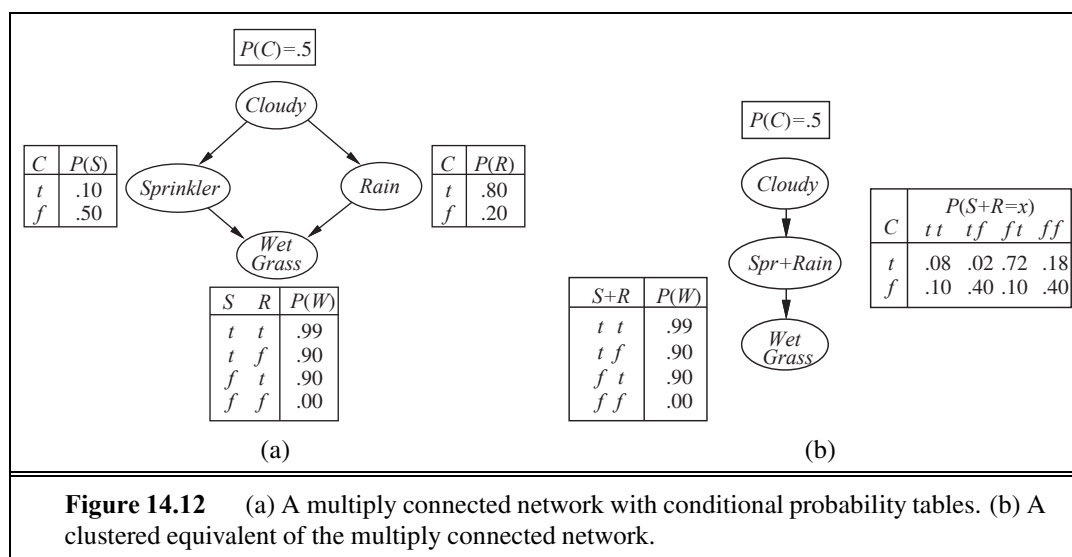 P(C)=.5
Cloudy
C P(S)
t .10
f .50
Sprinkler
Rain
C P(R)
t .80
f .20
Wet
Grass
S R P(W)
t t .99
t f .90
f t .90
f f .00
(a)
P(C)=.5
Cloudy
Spr+Rain
P(S+R=x)
C t t t f f t f f
t .08 .02 .72 .18
f .10 .40 .10 .40
Wet
Grass
S+R P(W)
t t .99
t f .90
f t .90
f f .00
(b)
Figure 14.12 (a) A multiply connected network with conditional probability tables. (b) A
clustered equivalent of the multiply connected network.